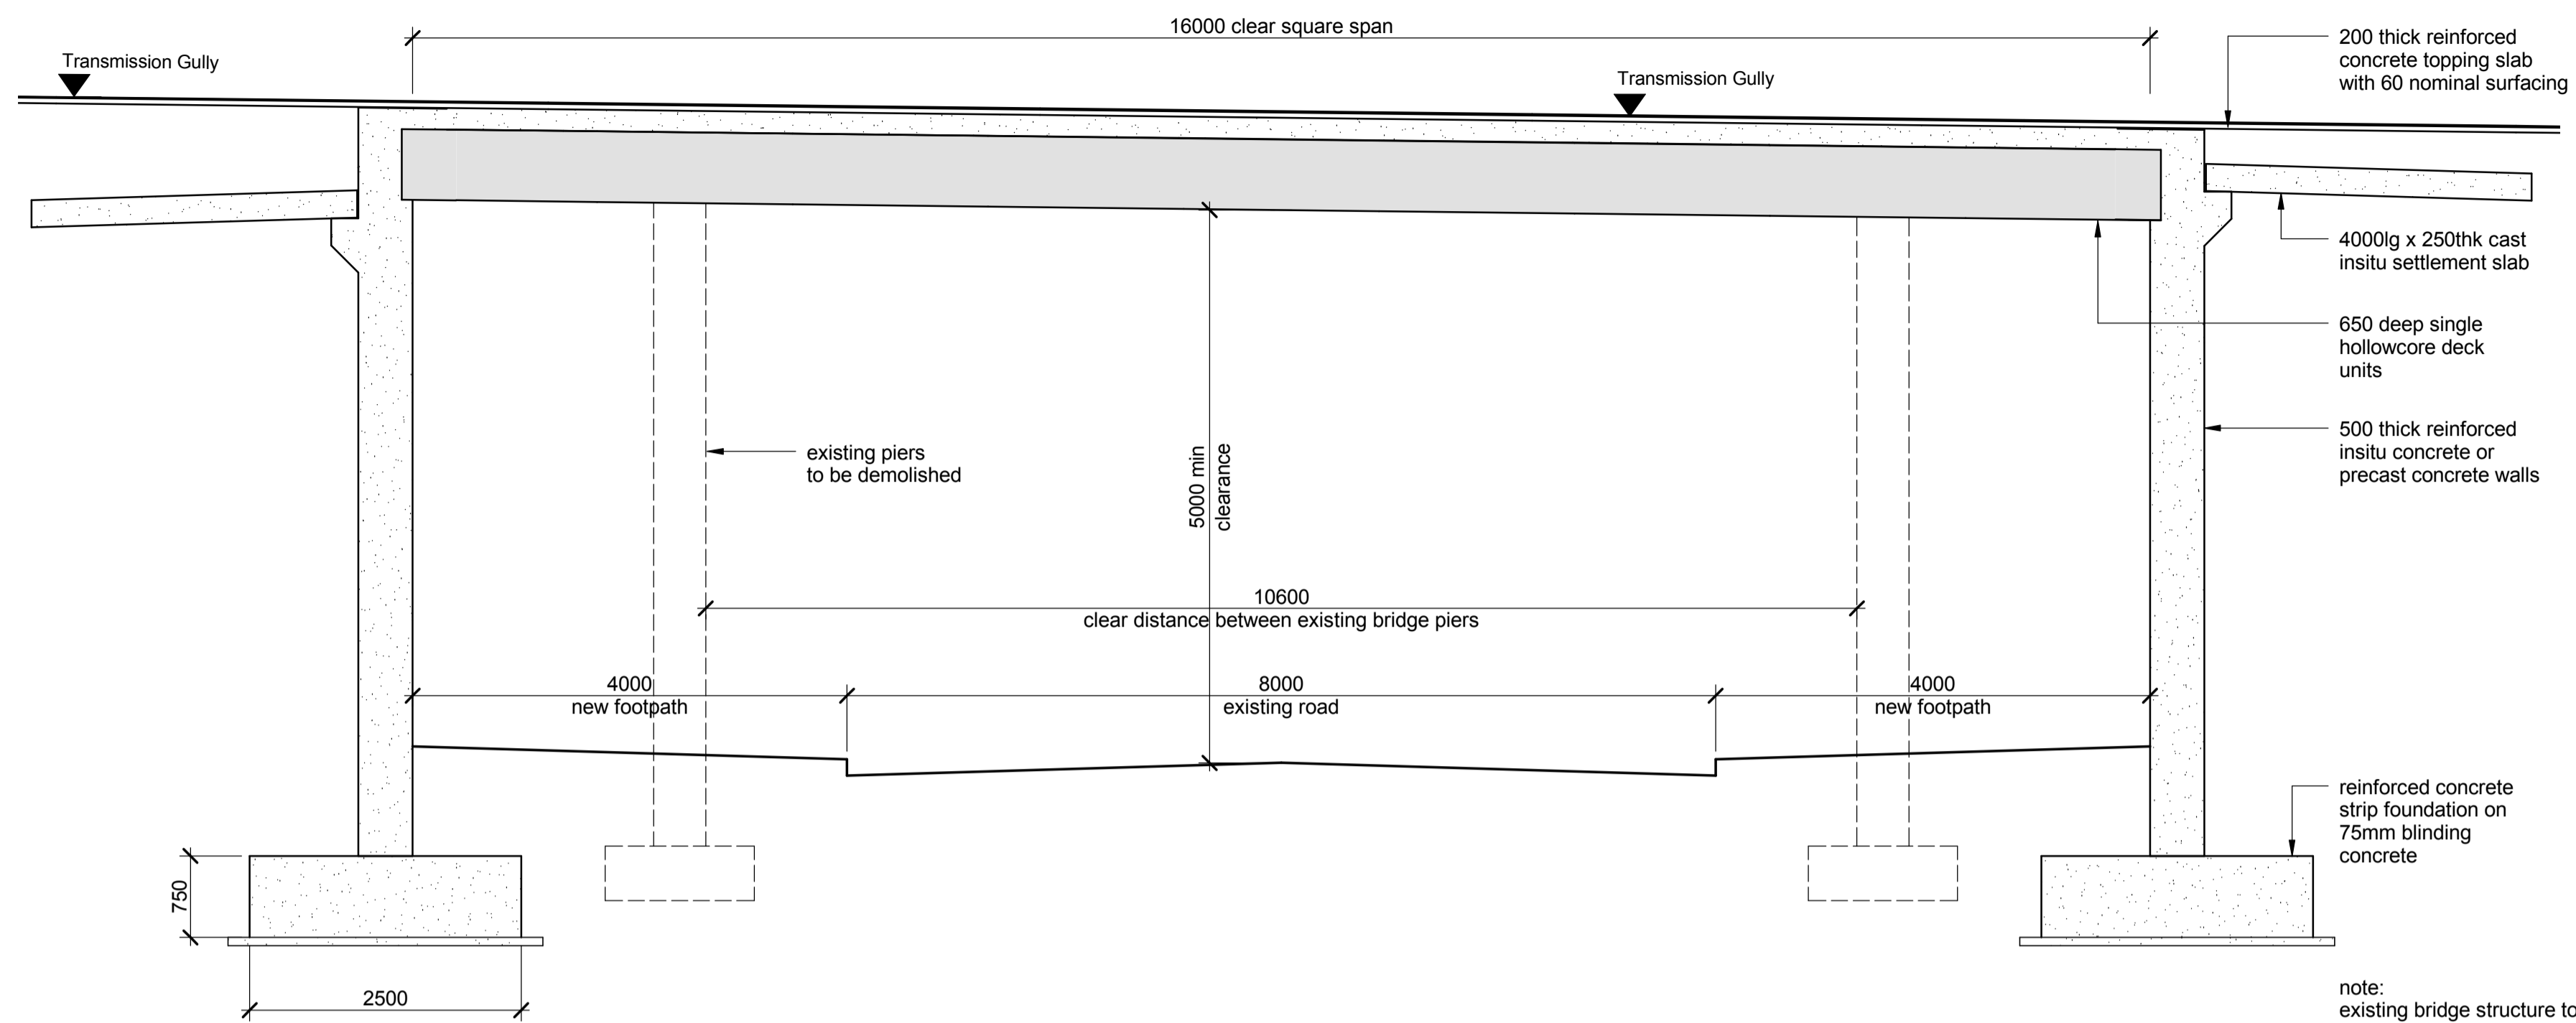 16000 clear square span
Transmission Gully
Transmission Gully
200 thick reinforced
concrete topping slab
with 60 nominal surfacing
4000lg x 250thk cast
insitu settlement slab
650 deep single
hollowcore deck
units
500 thick reinforced
insitu concrete or
precast concrete walls
existing piers
to be demolished
5000 min
clearance
10600
clear distance between existing bridge piers
4000
new footpath
8000
existing road
4000
new footpath
reinforced concrete
strip foundation on
75mm blinding
concrete
750
2500
note:
existing bridge structure to